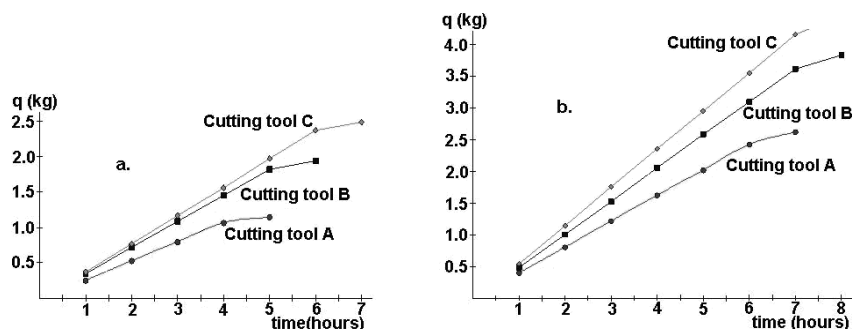 q (kg)
2.5
2.0
1.5
1.0
0.5
a.
Cutting tool C
Cutting tool B
Cutting tool A
1 2 3 4 5 6 7
time(hours)
q (kg)
4.0
3.5
3.0
2.5
2.0
1.5
1.0
0.5
b.
Cutting tool C
Cutting tool B
Cutting tool A
1 2 3 4 5 6 7 8
time (hours)